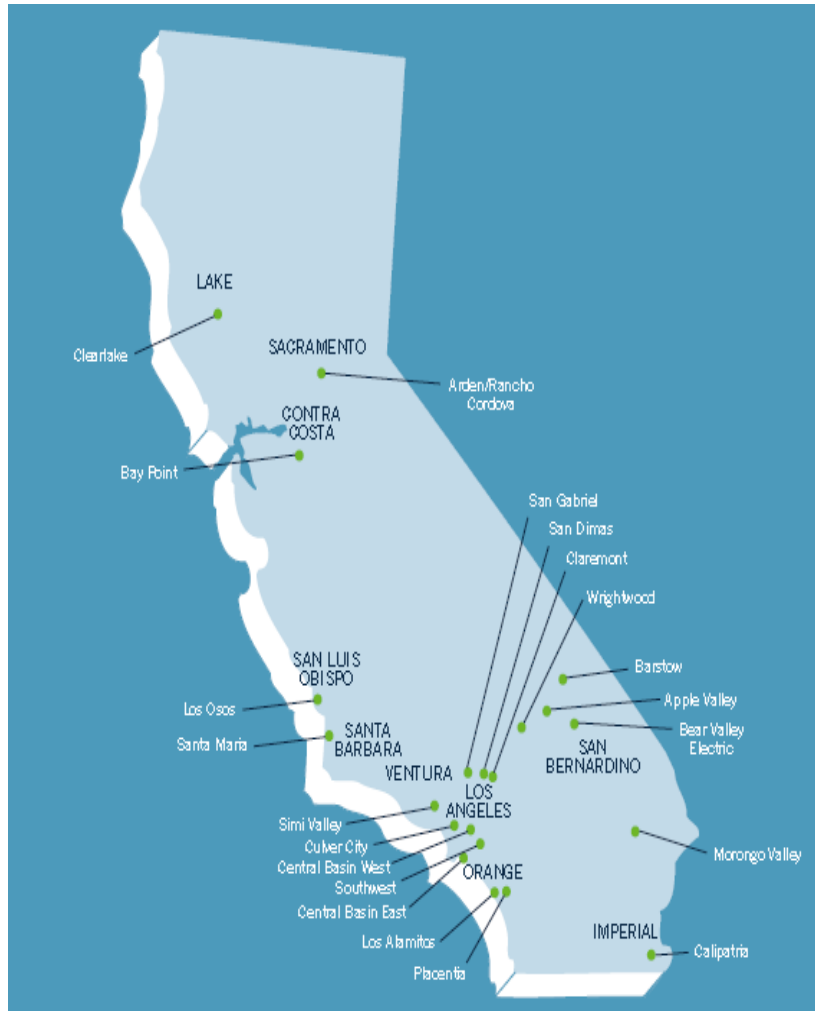 LAKE
Clearlake
SACRAMENTO
Arden/Rancho
Cordova
CONTRA
COSTA
Bay Point
San Gabriel
San Dimas
Claremont
Wrightwood
SAN LUIS
OBISPO
Barstow
Los Osos
Apple Valley
Santa Maria
SANTA
BARBARA
Bear Valley
Electric
SAN
BERNARDINO
VENTURA
LOS
ANGELES
Simi Valley
Culver City
Central Basin West
Southwest
Morongo Valley
ORANGE
Central Basin East
Los Alamitos
Placentia
IMPERIAL
Calipatria